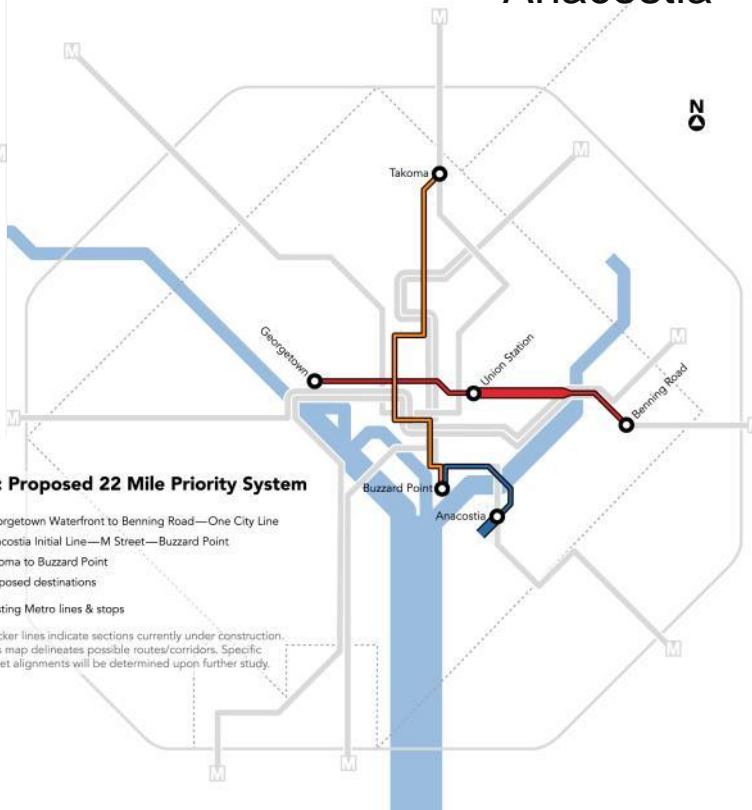 Anacostia
N
M
M
M
M
Takoma
Georgetown
Union Station
M
Benning Road
M
: Proposed 22 Mile Priority System
Buzzard Point
orgetown Waterfront to Benning Road—One City Line
Anacostia
acostia Initial Line—M Street—Buzzard Point
oma to Buzzard Point
posed destinations
sting Metro lines & stops
cker lines indicate sections currently under construction.
s map delineates possible routes/corridors. Specific
et alignments will be determined upon further study.
M
M
M